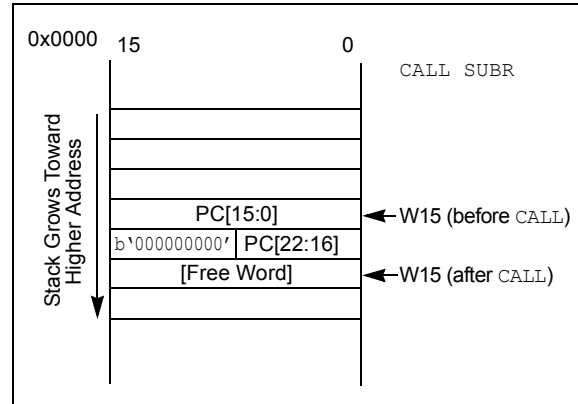 0x0000
15 0
CALL SUBR
Stack Grows Toward
Higher Address
PC[15:0]
W15 (before CALL)
b‘000000000’ PC[22:16]
[Free Word]
W15 (after CALL)